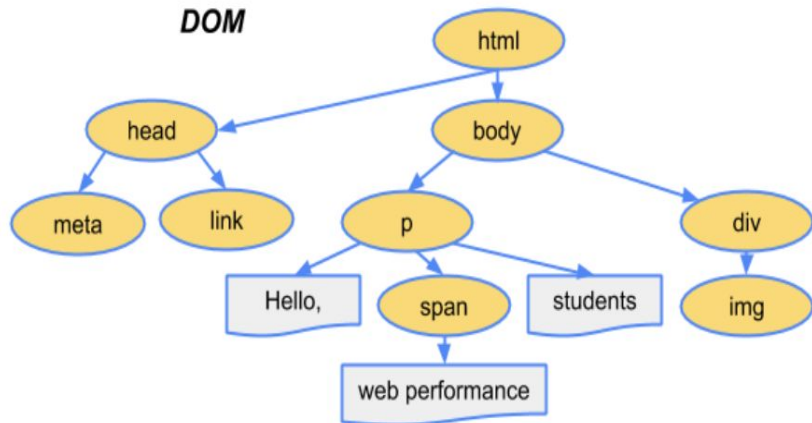 DOM
html
head
body
meta
link
p
div
Hello,
span
students
img
web performance